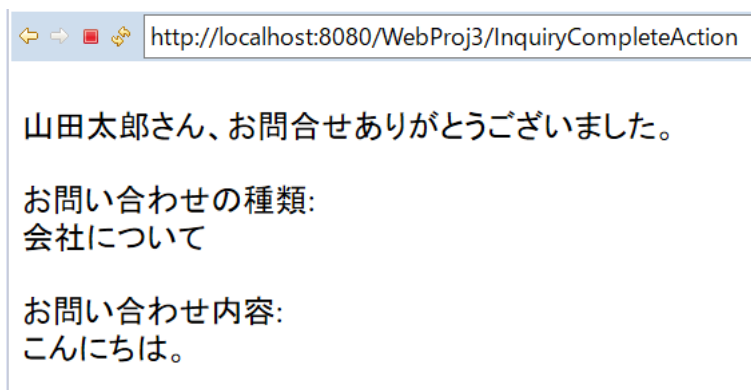 http://localhost:8080/WebProj3/InquiryCompleteAction
山田太郎さん、お問合せありがとうございました。
お問い合わせの種類:
会社について
お問い合わせ内容:
こんにちは。